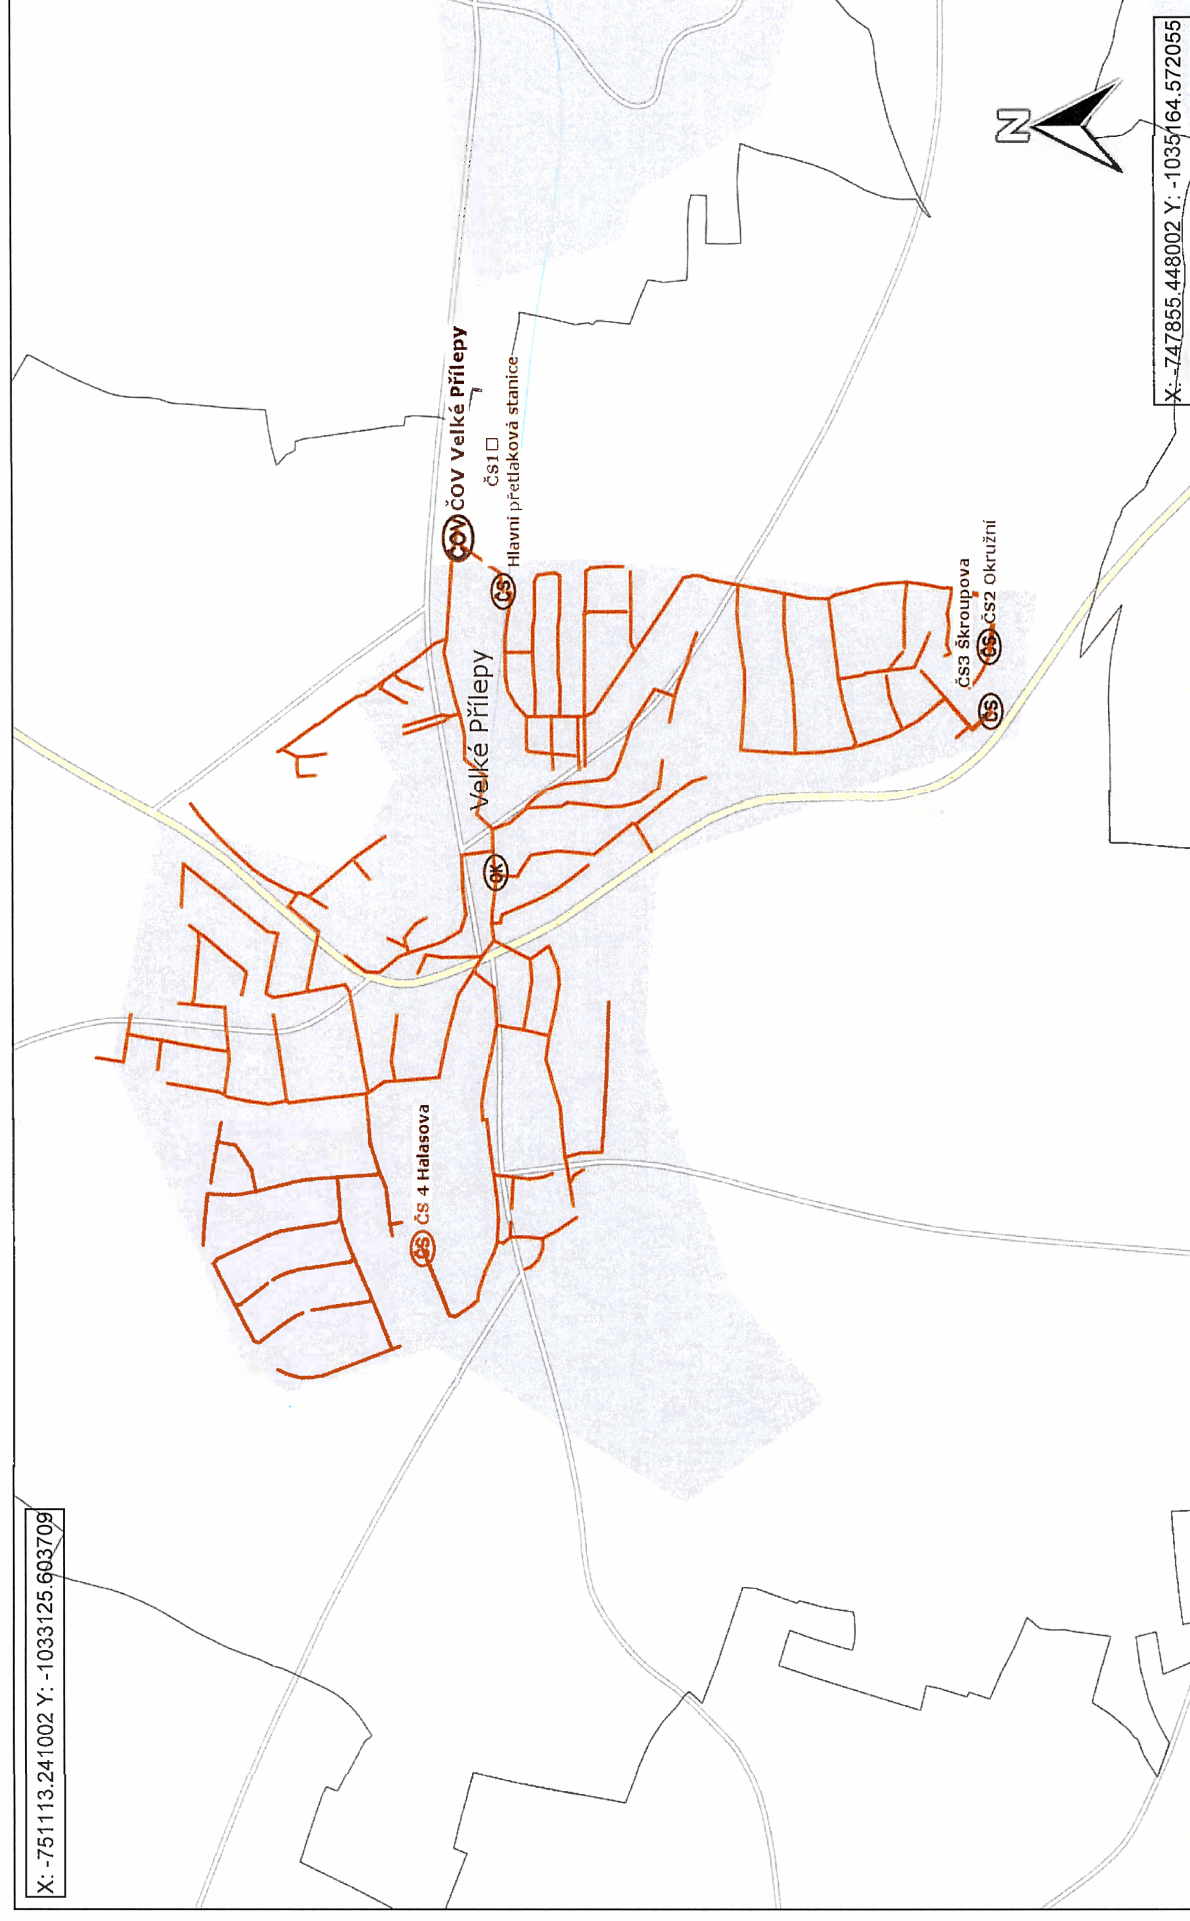 X: -751113.241002 Y: -1033125.603709
ČOV
ČOV Velké Přílepy
ČS1
Hlavní přetlaková stanice
ČS
Velké Přílepy
OK
ČS
ČS 4 Halasova
ČS3 Škroupova
ČS2 Okružní
ČS
ČS
N
X: -747855.448002 Y: -1035164.572055